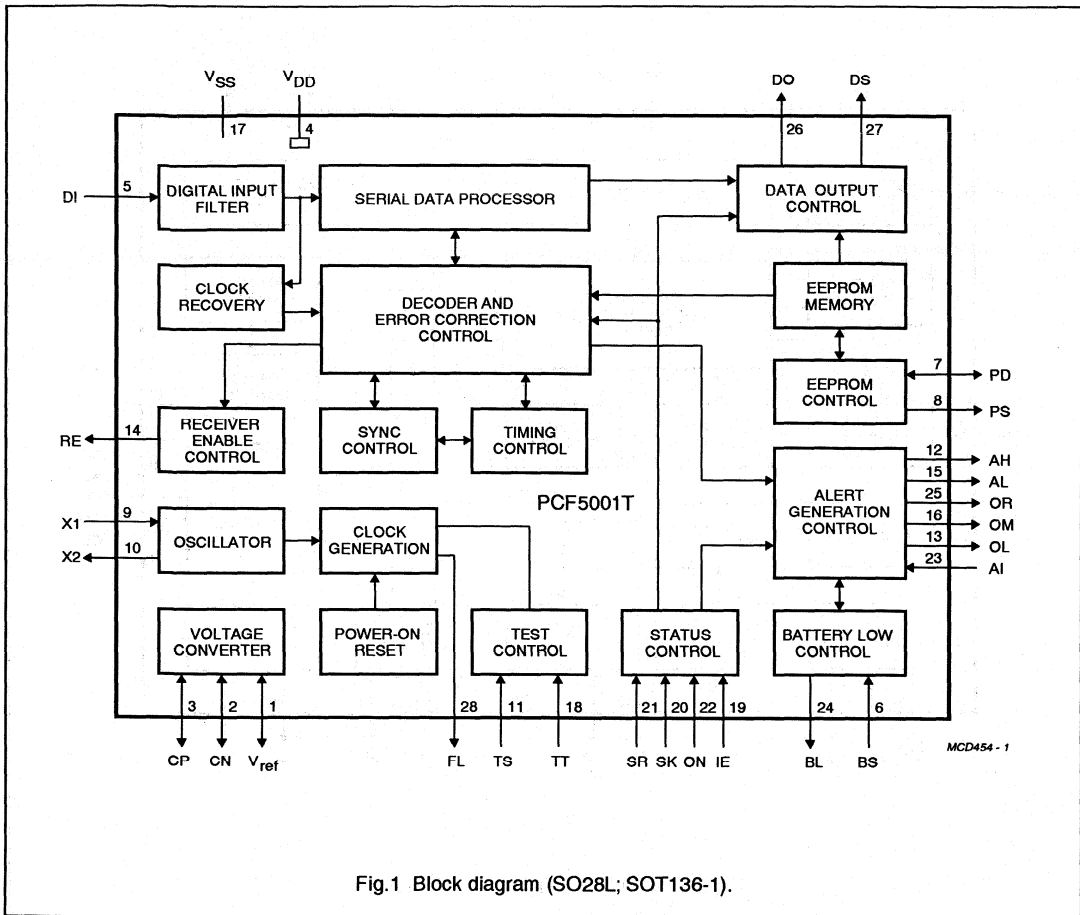 VSS
VDD
DO
DS
17
4
26
27
DI
5
DIGITAL INPUT
FILTER
SERIAL DATA PROCESSOR
DATA OUTPUT
CONTROL
CLOCK
RECOVERY
DECODER AND
ERROR CORRECTION
CONTROL
EEPROM
MEMORY
EEPROM
CONTROL
7
PD
8
PS
RE
14
RECEIVER
ENABLE
CONTROL
SYNC
CONTROL
TIMING
CONTROL
12
AH
15
AL
25
OR
16
OM
13
OL
23
AI
ALERT
GENERATION
CONTROL
PCF5001T
X1
9
X2
10
OSCILLATOR
CLOCK
GENERATION
VOLTAGE
CONVERTER
POWER-ON
RESET
TEST
CONTROL
STATUS
CONTROL
BATTERY LOW
CONTROL
3
2
1
28
11
18
21
20
22
19
24
6
CP
CN
Vref
FL
TS
TT
SR
SK
ON
IE
BL
BS
MCD454 - 1
Fig.1 Block diagram (SO28L; SOT136-1).